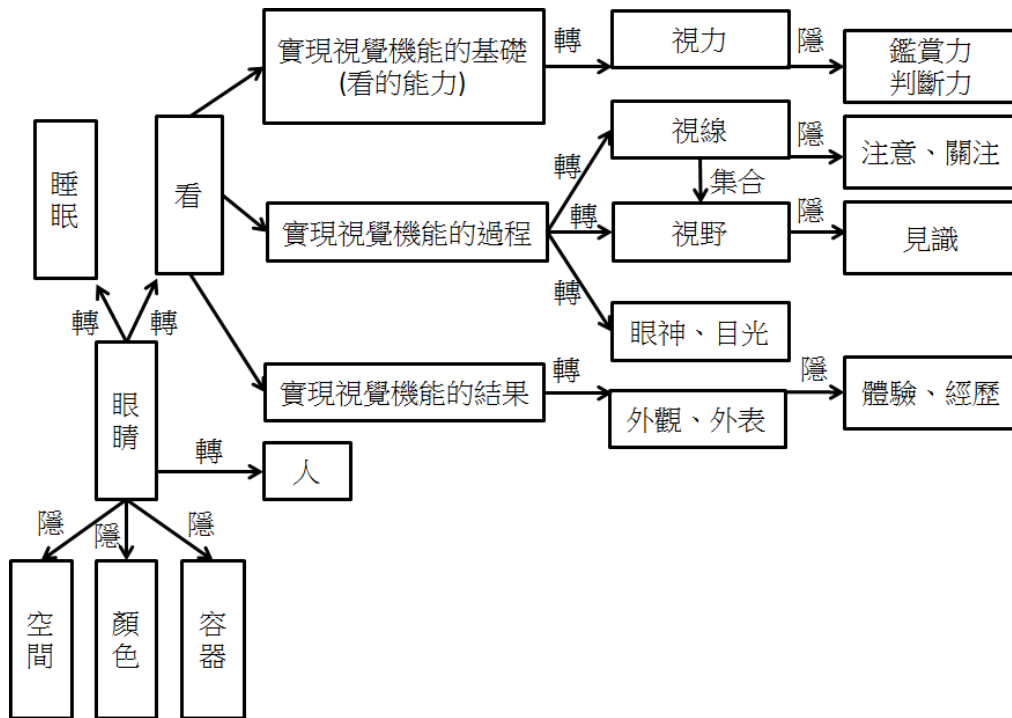 實現視覺機能的基礎
(看的能力)
轉
視力
隱
鑑賞力
判斷力
睡眠
看
轉
視線
隱
注意、關注
集合
實現視覺機能的過程
轉
視野
隱
見識
轉
眼神、目光
轉
轉
眼睛
實現視覺機能的結果
轉
外觀、外表
隱
體驗、經歷
轉
人
隱
隱
隱
空間
顏色
容器